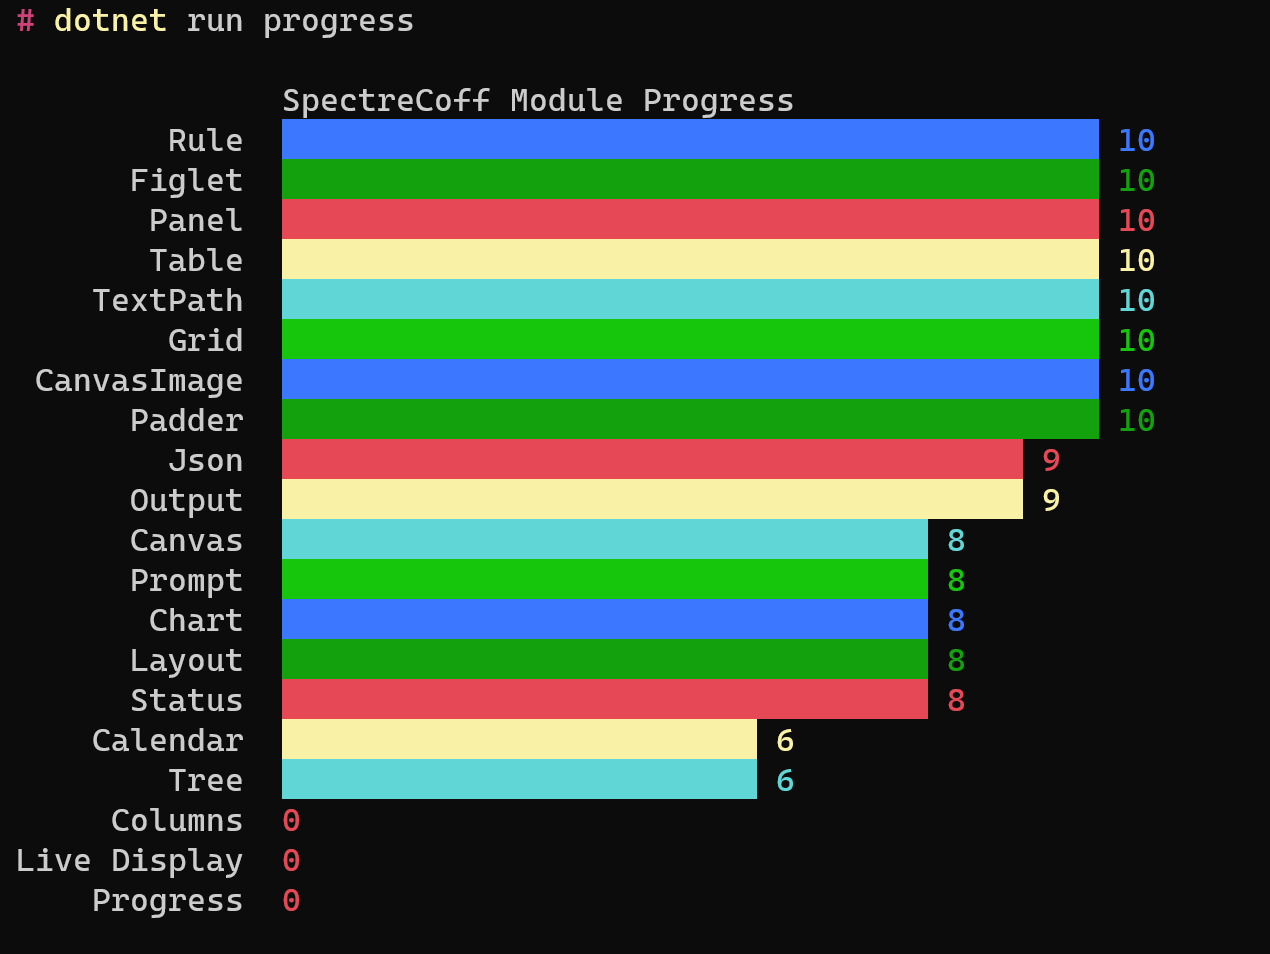 # dotnet run progress
SpectreCoff Module Progress
Rule 10
Figlet 10
Panel 10
Table 10
TextPath 10
Grid 10
CanvasImage 10
Padder 10
Json 9
Output 9
Canvas 8
Prompt 8
Chart 8
Layout 8
Status 8
Calendar 6
Tree 6
Columns 0
Live Display 0
Progress 0